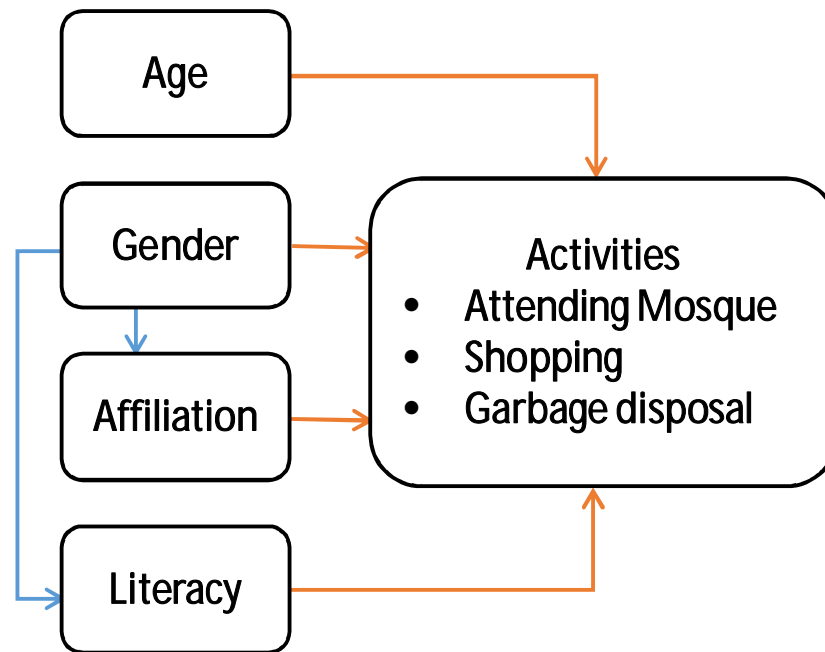 Age
Gender
Affiliation
Literacy
Activities
• Attending Mosque
• Shopping
• Garbage disposal